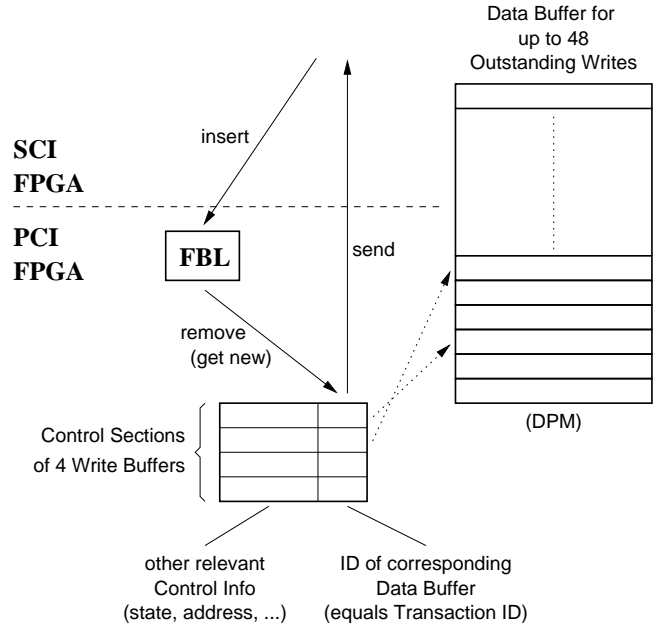 Data Buffer for
up to 48
Outstanding Writes
insert
SCI
FPGA
PCI
FPGA
FBL
send
remove
(get new)
(DPM)
Control Sections
of 4 Write Buffers
other relevant
Control Info
(state, address, ...)
ID of corresponding
Data Buffer
(equals Transaction ID)